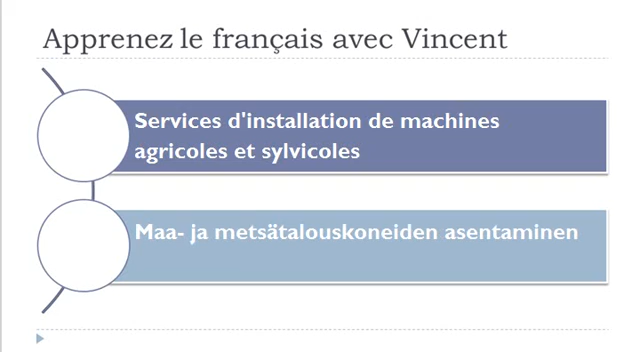 Apprenez le français avec Vincent
Services d'installation de machines
agricoles et sylvicoles
Maa- ja metsätalouskoneiden asentaminen